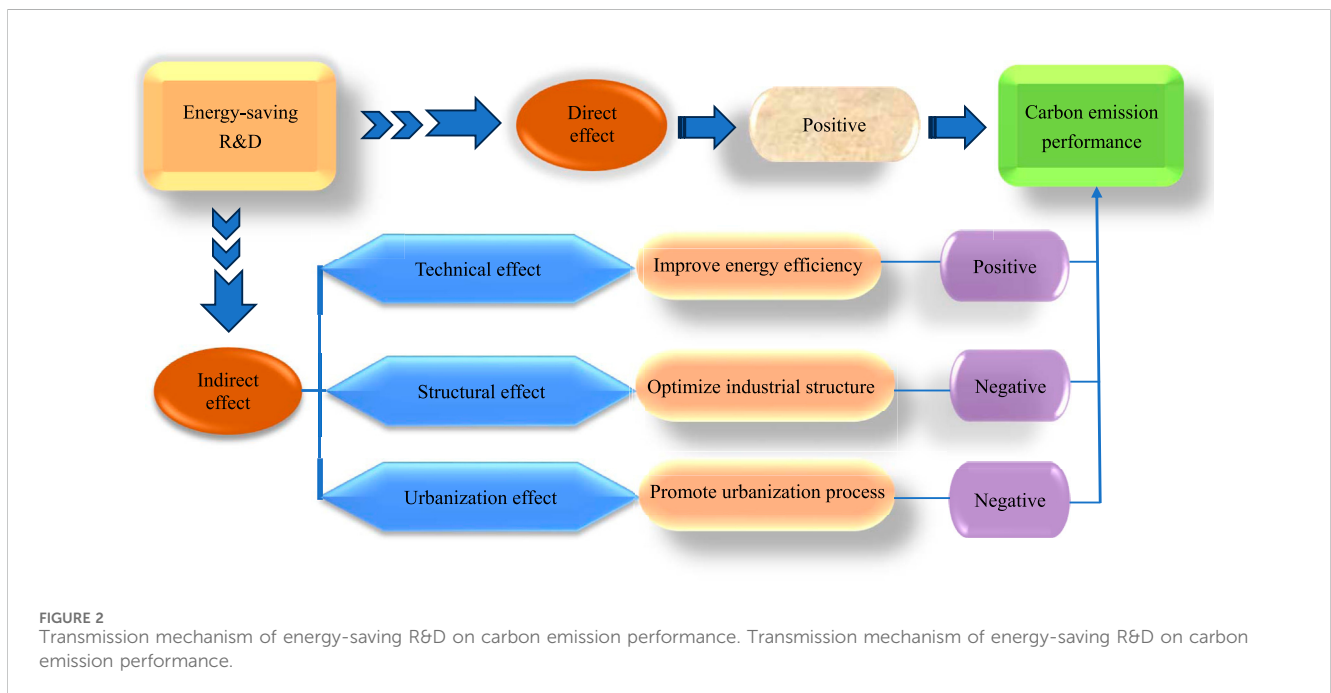 Energy-saving
R&D
Direct
effect
Positive
Carbon emission
performance
Technical effect
Improve energy efficiency
Positive
Indirect
effect
Structural effect
Optimize industrial structure
Negative
Urbanization effect
Promote urbanization process
Negative
FIGURE 2
Transmission mechanism of energy-saving R&D on carbon emission performance. Transmission mechanism of energy-saving R&D on carbon
emission performance.